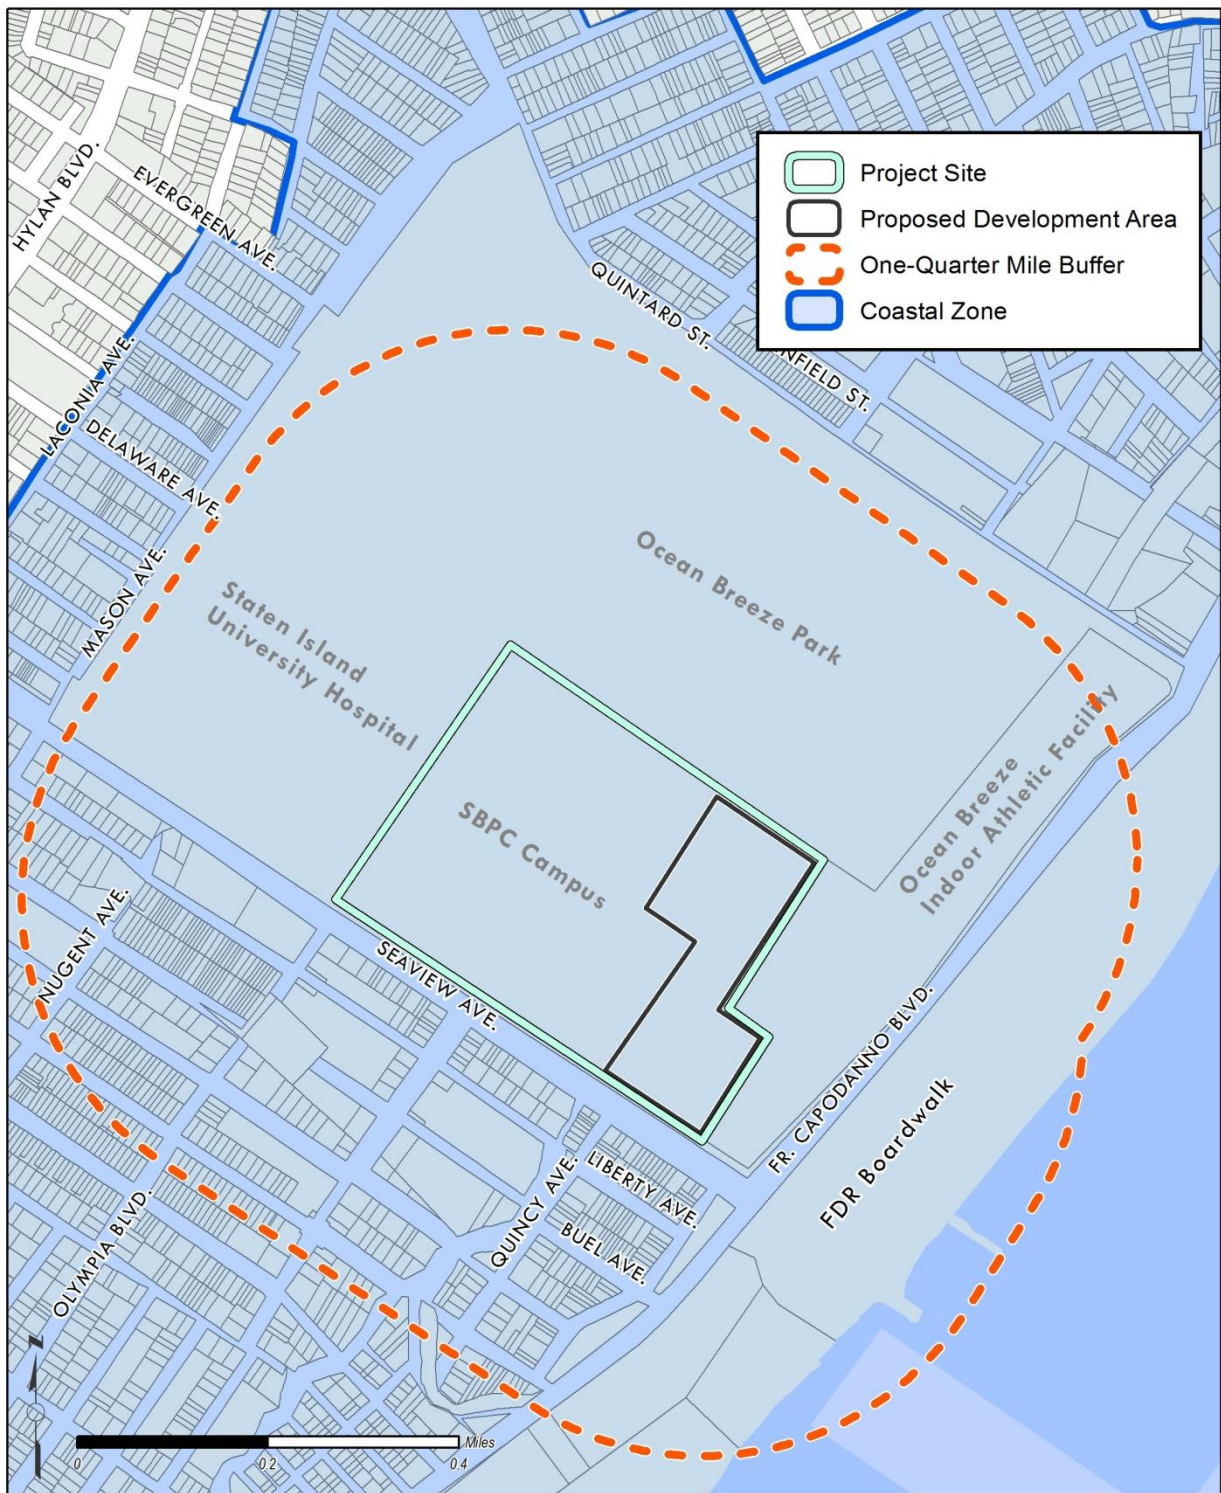 Project Site
Proposed Development Area
One-Quarter Mile Buffer
Coastal Zone
HYLAN BLVD.
EVERGREEN AVE.
QUINTARD ST.
NFIELD ST.
LACONIA AVE.
DELAWARE AVE.
MASON AVE.
Ocean Breeze Park
Staten Island
University Hospital
Ocean Breeze
Indoor Athletic Facility
SBPC Campus
NUGENT AVE.
SEAVIEW AVE.
FR. CAPODANNO BLVD.
FDR Boardwalk
LIBERTY AVE.
QUINCY AVE.
BUEL AVE.
OLYMPIA BLVD.
N
Miles
0
0.2
0.4